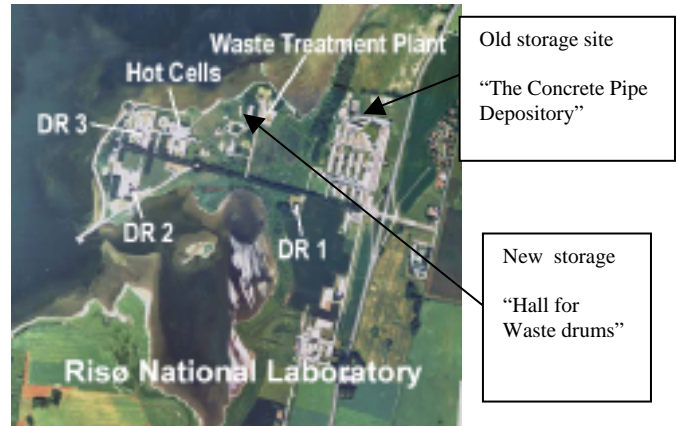 Waste Treatment Plant
Hot Cells
DR 3
DR 2
DR 1
Risø National Laboratory
Old storage site
“The Concrete Pipe
Depository”
New storage
“Hall for
Waste drums”